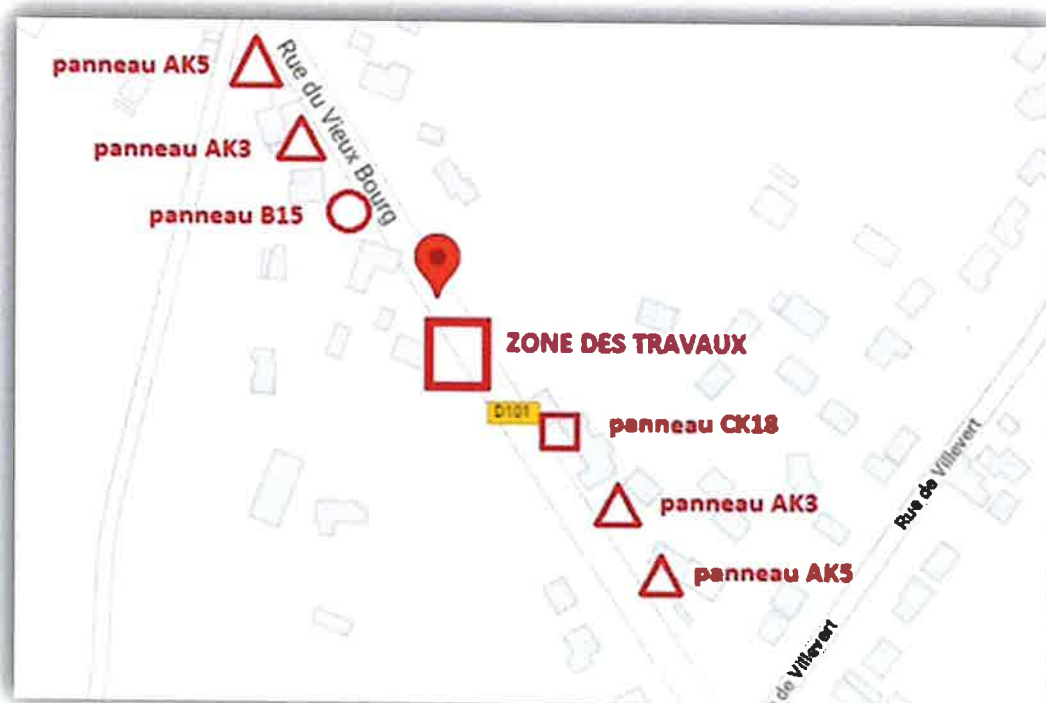 panneau AK5
Rue du Vieux Bourg
panneau AK3
panneau B15
ZONE DES TRAVAUX
D101
panneau CK18
panneau AK3
panneau AK5
Rue de Villevert
de Villevert